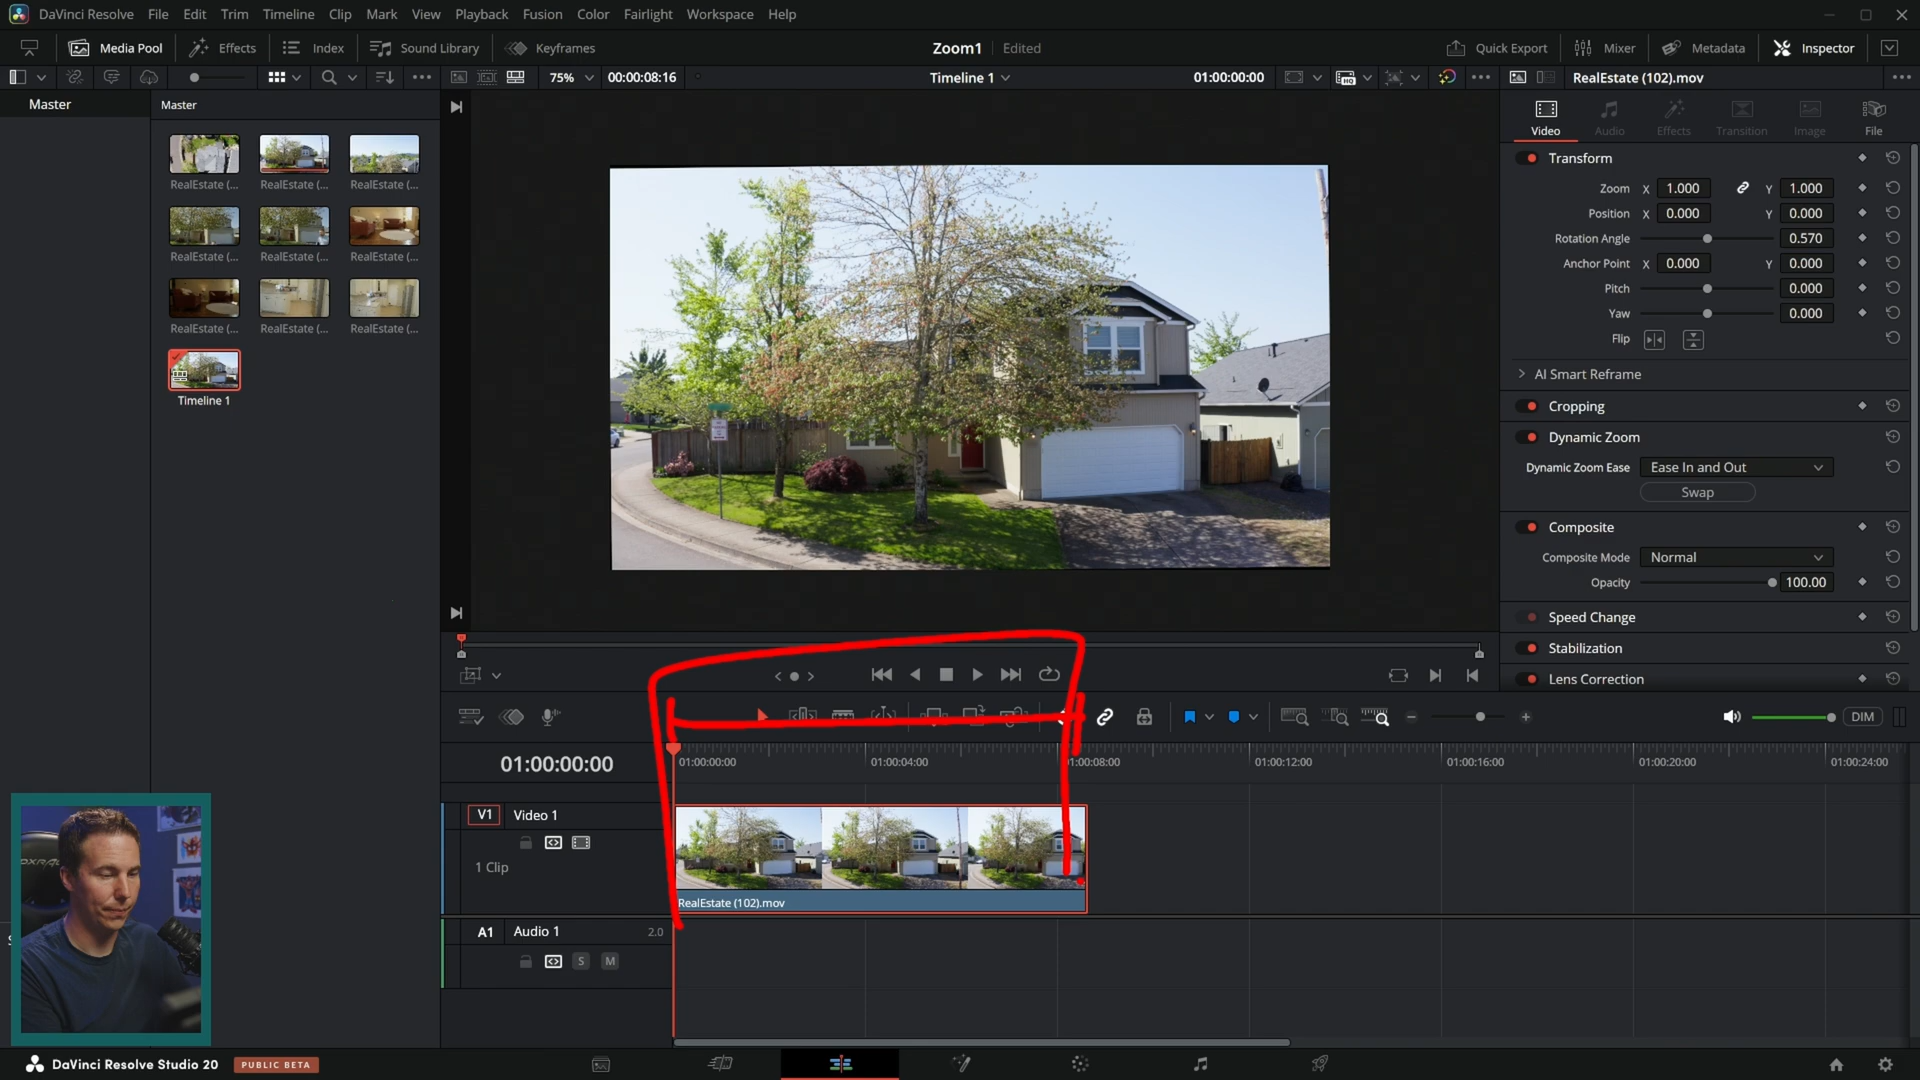 DaVinci Resolve File Edit Trim Timeline Clip Mark View Playback Fusion Color Fairlight Workspace Help
Media Pool Effects Index Sound Library Keyframes Zoom1 Edited Quick Export Mixer Metadata Inspector
75% 00:00:08:16 Timeline 1 01:00:00:00 RealEstate (102).mov
Master Master
Video Audio Effects Transition Image File
Transform
RealEstate (... RealEstate (... RealEstate (...
Zoom X 1.000 Y 1.000
Position X 0.000 Y 0.000
Rotation Angle 0.570
RealEstate (... RealEstate (... RealEstate (...
Anchor Point X 0.000 Y 0.000
Pitch 0.000
Yaw 0.000
RealEstate (... RealEstate (... RealEstate (...
Flip
AI Smart Reframe
Timeline 1
Cropping
Dynamic Zoom
Dynamic Zoom Ease Ease In and Out
Swap
Composite
Composite Mode Normal
Opacity 100.00
Speed Change
Stabilization
Lens Correction
DIM
01:00:00:00 01:00:00:00 01:00:04:00 01:00:08:00 01:00:12:00 01:00:16:00 01:00:20:00 01:00:24:00
V1 Video 1
1 Clip
RealEstate (102).mov
A1 Audio 1 2.0
S M
DaVinci Resolve Studio 20 PUBLIC BETA